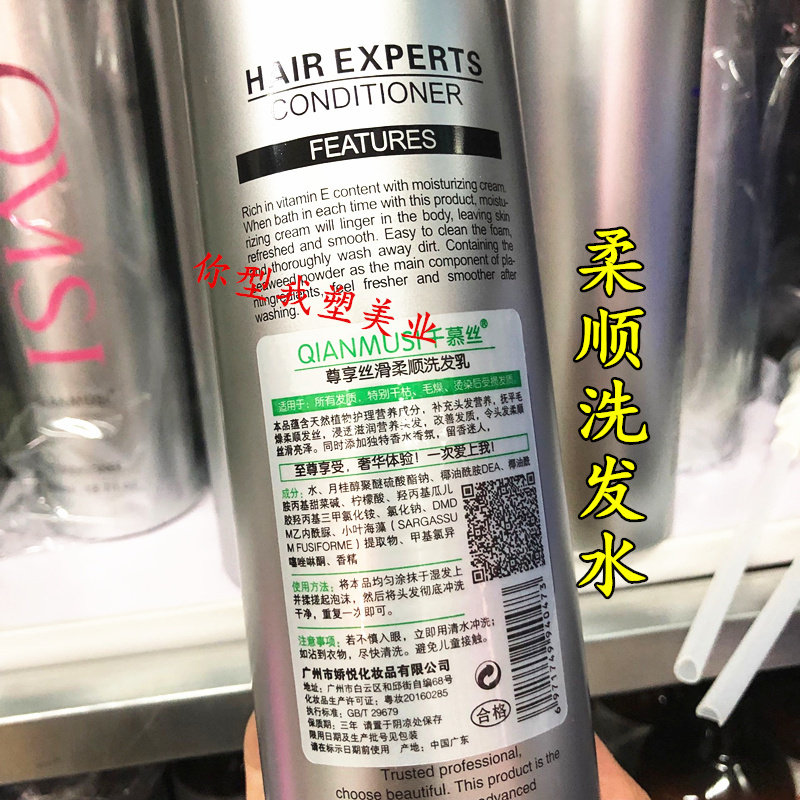 HAIR EXPERTS
CONDITIONER
FEATURES
Rich in vitamin E content with moisturizing cream.
When bath in each time with this product, moistu-
rizing cream will linger in the body, leaving skin
refreshed and smooth. Easy to clean the foam,
and thoroughly wash away dirt. Containing the
seaweed powder as the main component of pla-
ntingredients, feel fresher and smoother after
washing.
你型我塑美业
QIANMUSI千慕丝®
尊享丝滑柔顺洗发乳
适用于：所有发质，特别干枯、毛燥、烫染后受损发质。
本品蕴含天然植物护理营养成分，补充头发营养，抚平毛
燥柔顺发丝，浸透滋润营养头发，改善发质，令头发柔顺
丝滑亮泽。同时添加独特香水香氛，留香迷人。
至尊享受，奢华体验！一次爱上我！
成分：水、月桂醇聚醚硫酸酯钠、椰油酰胺DEA、椰油酰
胺丙基甜菜碱、柠檬酸、羟丙基瓜儿
胶羟丙基三甲氯化铵、氯化钠、DMD
M乙内酰脲、小叶海藻（SARGASSU
M FUSIFORME）提取物、甲基氯异
噻唑啉酮、香精
使用方法：将本品均匀涂抹于湿发上
并揉搓起泡沫，然后将头发彻底冲洗
干净，重复一次即可。
注意事项：若不慎入眼，立即用清水冲洗；
如沾到衣物，尽快清洗。避免儿童接触。
广州市娇悦化妆品有限公司
地址：广州市白云区和邱街自编68号
化妆品生产许可证：粤妆20160285
执行标准：GB/T 29679
保质期：三年 请置于阴凉处保存
限用日期及生产批号见包装
请在标示日期前使用 产地：中国广东
合格
6971749940475
Trusted professional,
choose beautiful. This product is the
advanced
柔顺洗发水
OVNSI